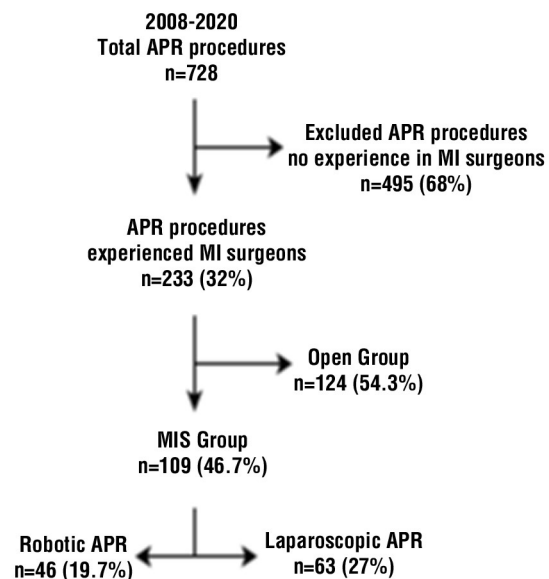 2008-2020
Total APR procedures
n=728
Excluded APR procedures
no experience in MI surgeons
n=495 (68%)
APR procedures
experienced MI surgeons
n=233 (32%)
Open Group
n=124 (54.3%)
MIS Group
n=109 (46.7%)
Robotic APR
n=46 (19.7%)
Laparoscopic APR
n=63 (27%)